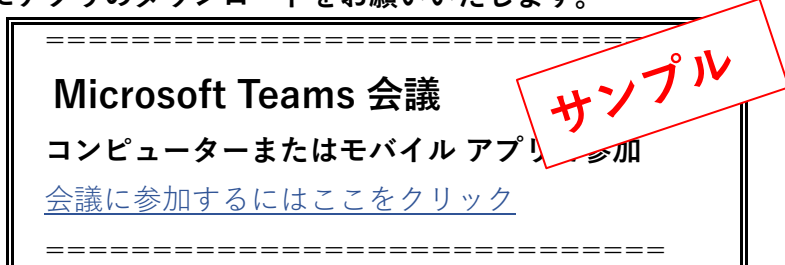 アプリのダウンロードをお願いいたします。
=============================
サンプル
Microsoft Teams 会議
コンピューターまたはモバイル アプリ 参加
会議に参加するにはここをクリック
=============================